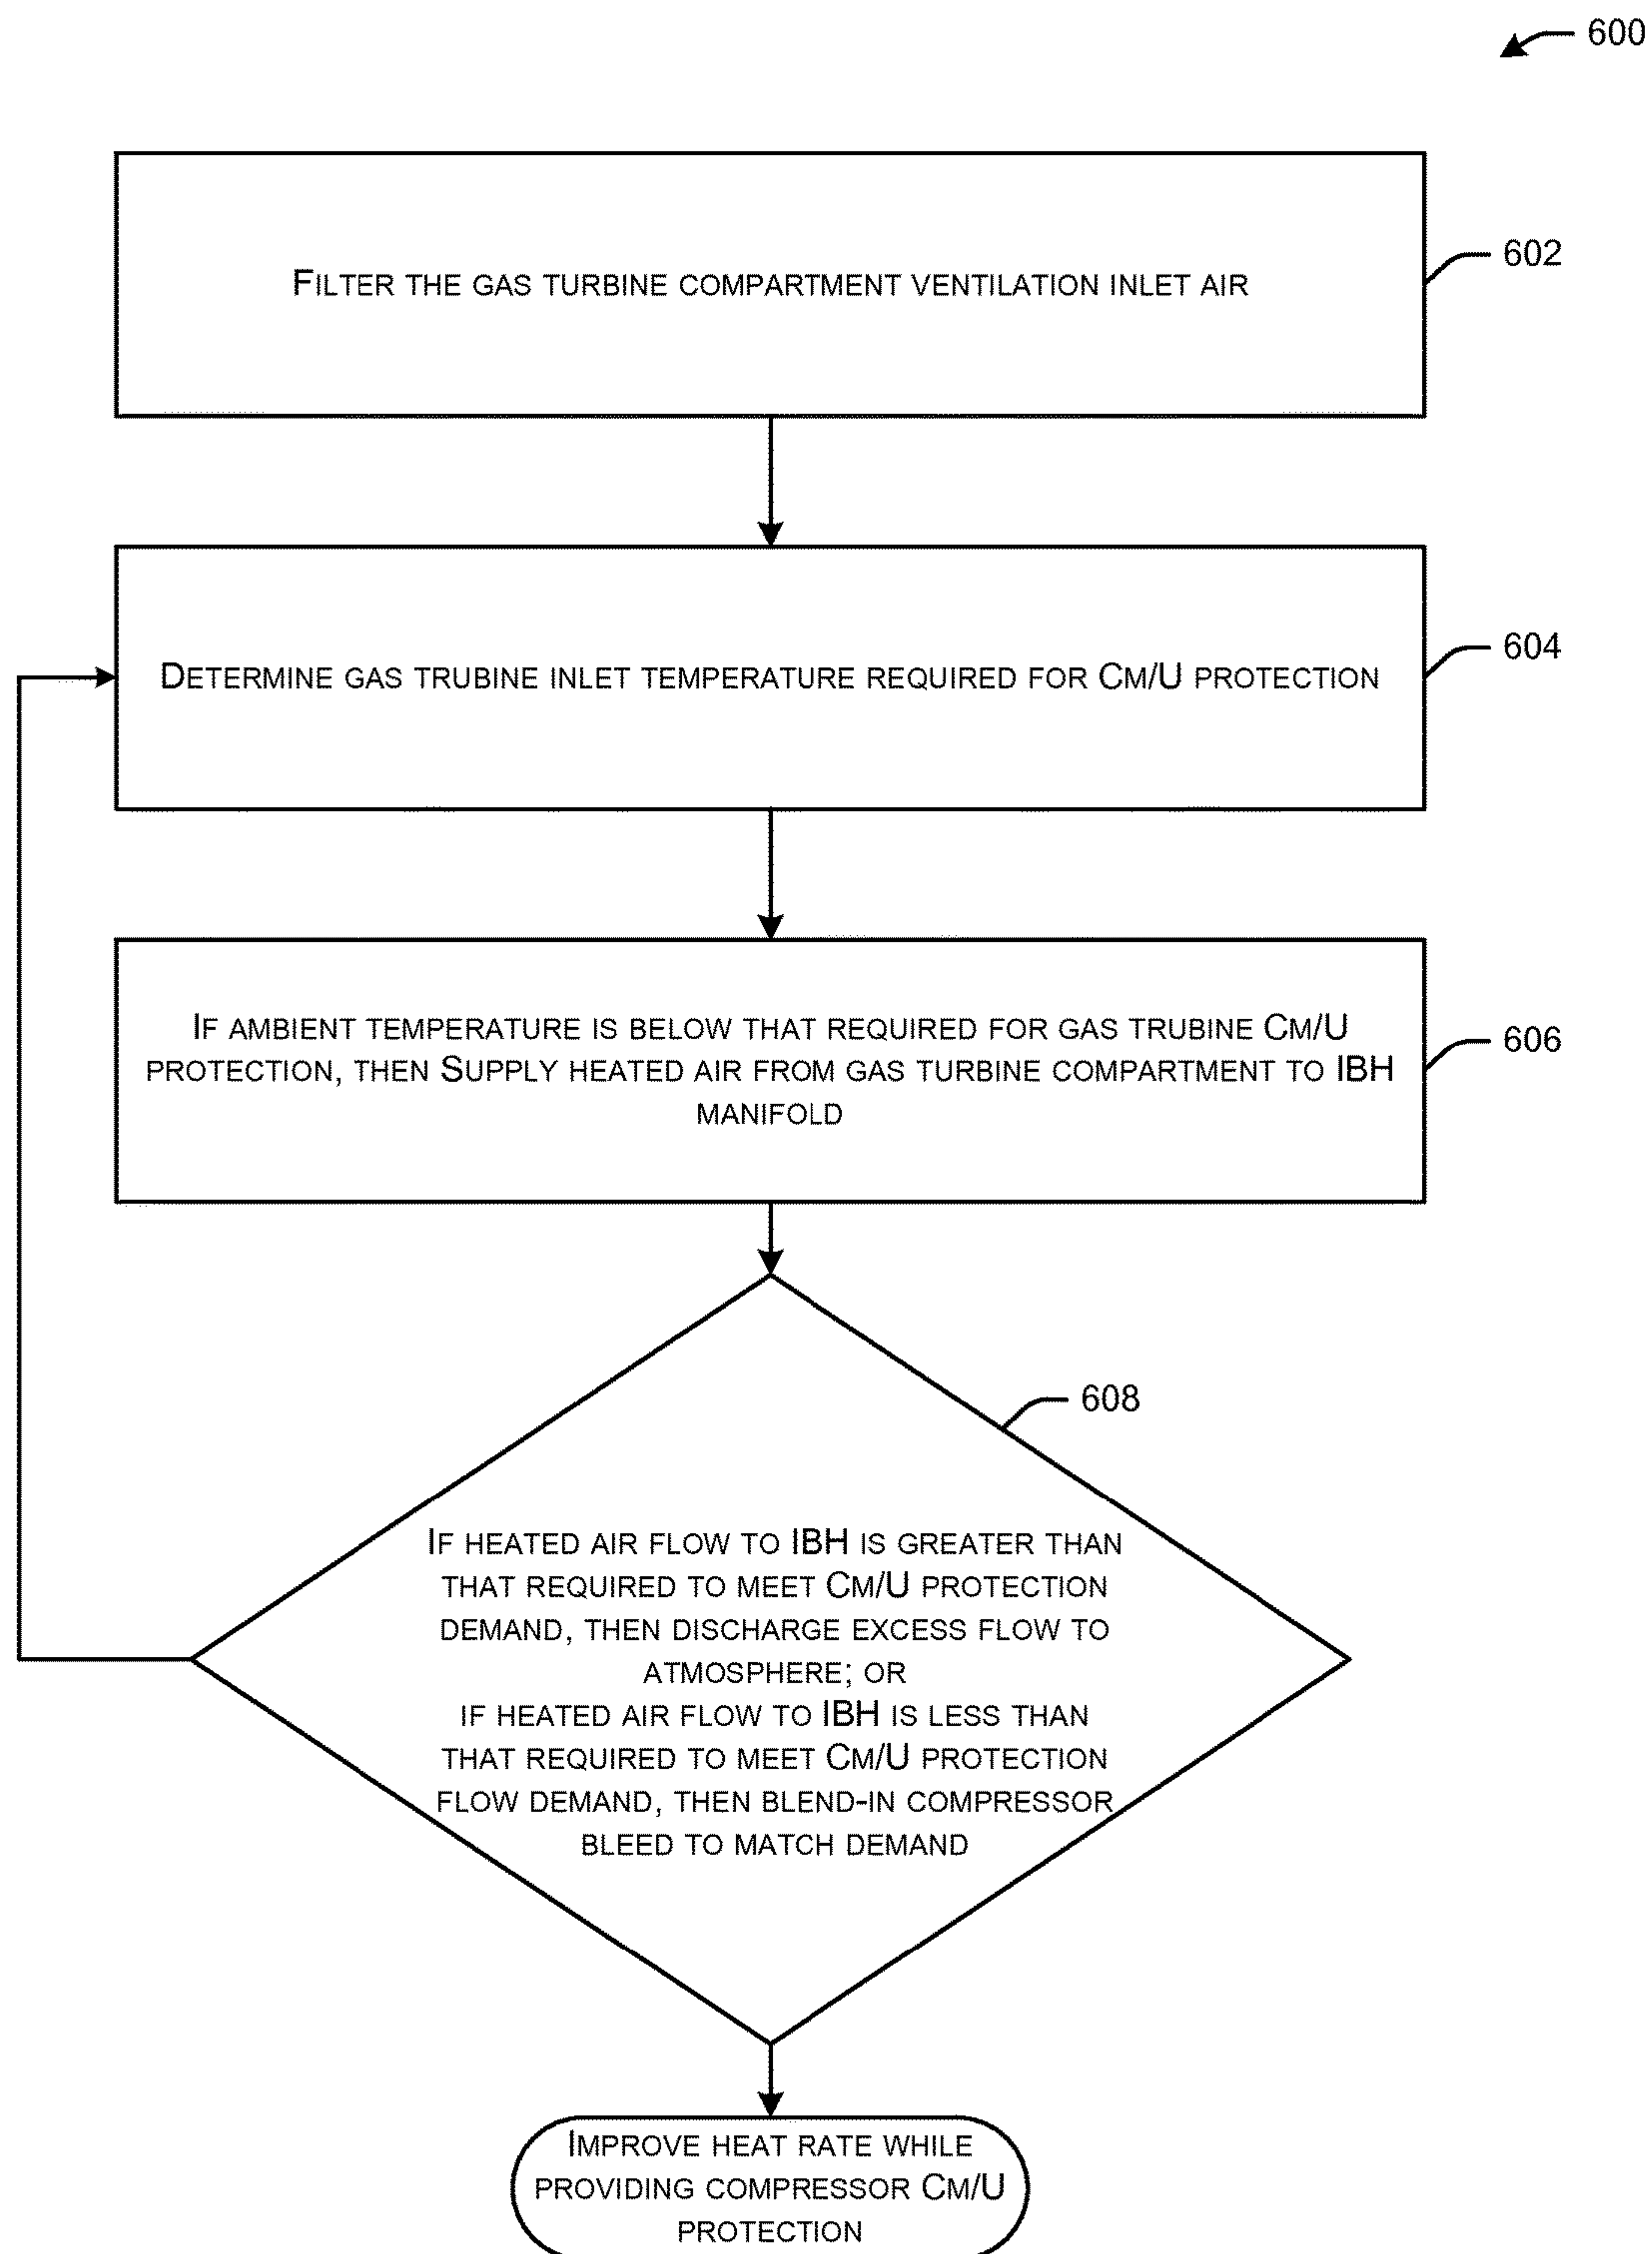 600
FILTER THE GAS TURBINE COMPARTMENT VENTILATION INLET AIR
602
DETERMINE GAS TRUBINE INLET TEMPERATURE REQUIRED FOR CM/U PROTECTION
604
IF AMBIENT TEMPERATURE IS BELOW THAT REQUIRED FOR GAS TRUBINE CM/U
PROTECTION, THEN SUPPLY HEATED AIR FROM GAS TURBINE COMPARTMENT TO IBH
MANIFOLD
606
608
IF HEATED AIR FLOW TO IBH IS GREATER THAN
THAT REQUIRED TO MEET CM/U PROTECTION
DEMAND, THEN DISCHARGE EXCESS FLOW TO
ATMOSPHERE; OR
IF HEATED AIR FLOW TO IBH IS LESS THAN
THAT REQUIRED TO MEET CM/U PROTECTION
FLOW DEMAND, THEN BLEND-IN COMPRESSOR
BLEED TO MATCH DEMAND
IMPROVE HEAT RATE WHILE
PROVIDING COMPRESSOR CM/U
PROTECTION